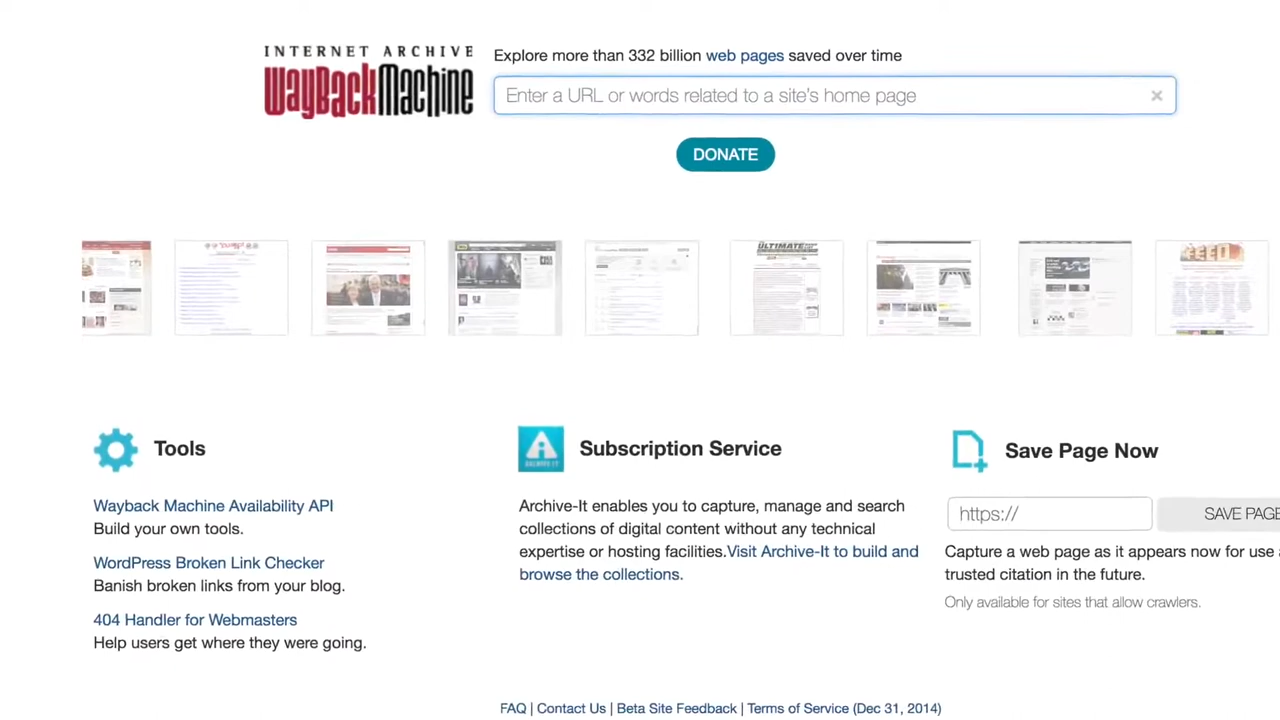 INTERNET ARCHIVE
WayBackMachine
Explore more than 332 billion web pages saved over time
Enter a URL or words related to a site's home page
DONATE
ULTIMATE
FEED
Tools
Wayback Machine Availability API
Build your own tools.
WordPress Broken Link Checker
Banish broken links from your blog.
404 Handler for Webmasters
Help users get where they were going.
Subscription Service
Archive-It enables you to capture, manage and search
collections of digital content without any technical
expertise or hosting facilities.Visit Archive-It to build and
browse the collections.
Save Page Now
https://
SAVE PAGE
Capture a web page as it appears now for use
trusted citation in the future.
Only available for sites that allow crawlers.
FAQ | Contact Us | Beta Site Feedback | Terms of Service (Dec 31, 2014)